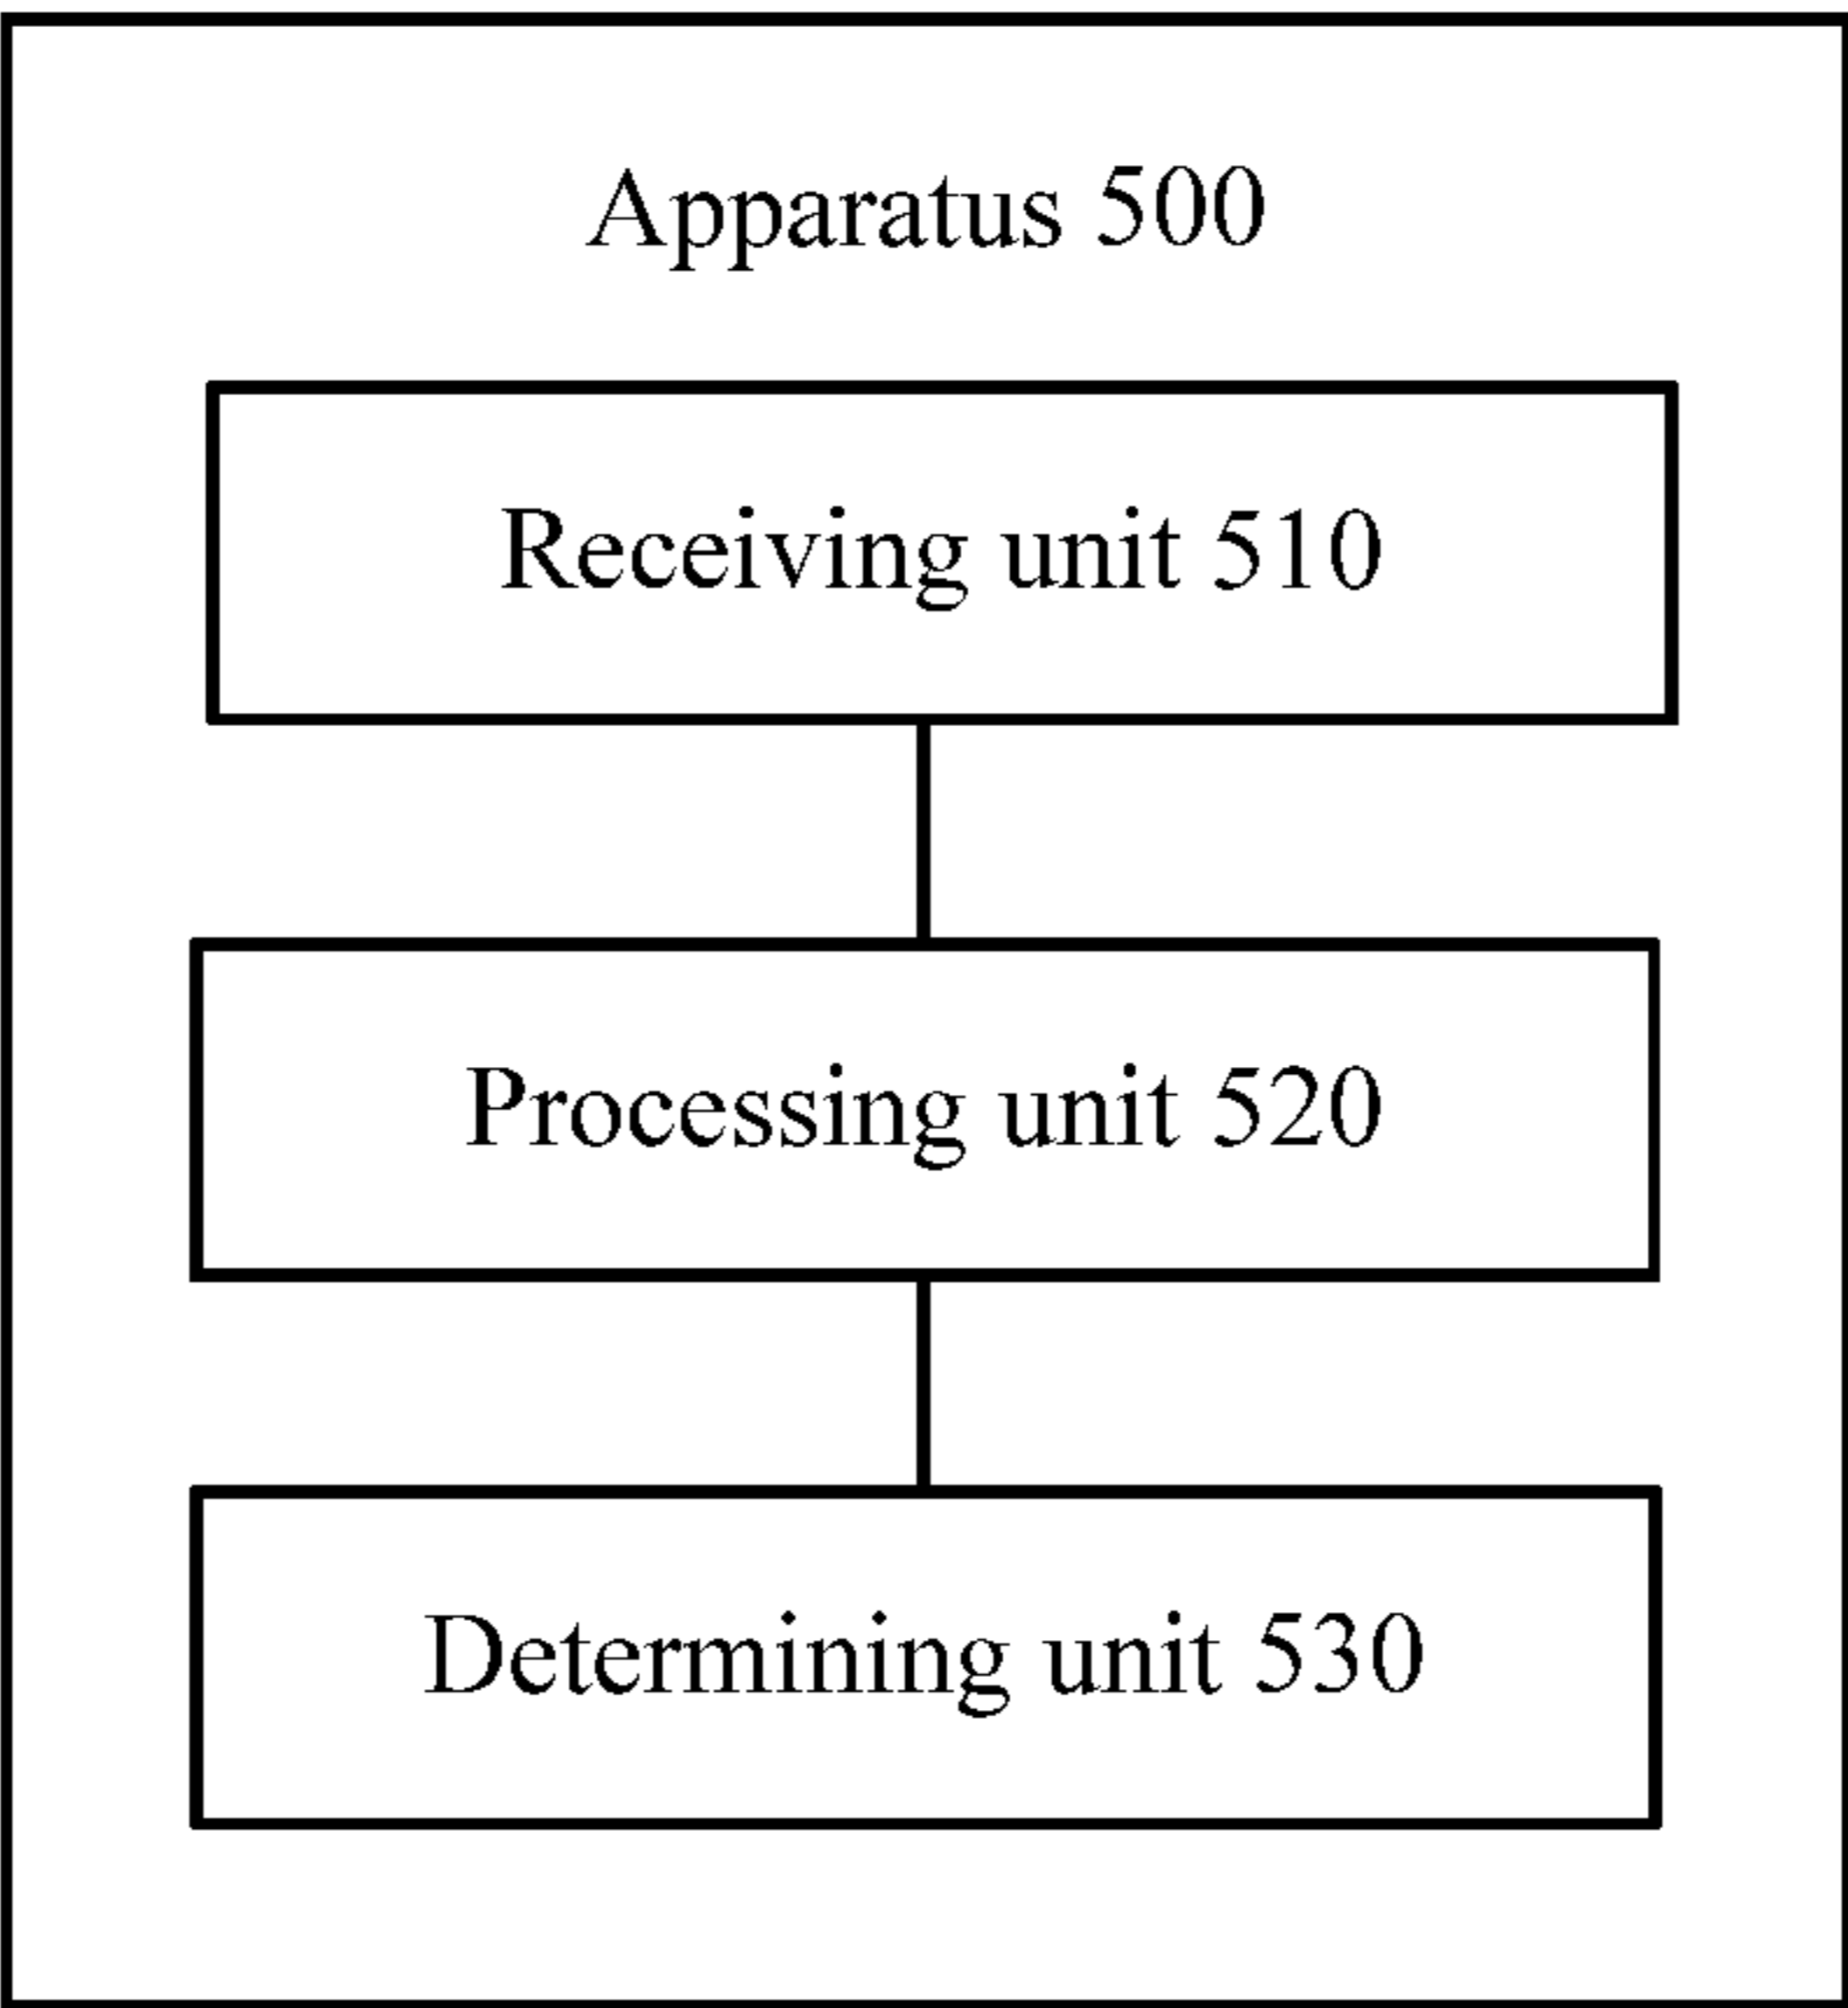 Apparatus 500
Receiving unit 510
Processing unit 520
Determining unit 530